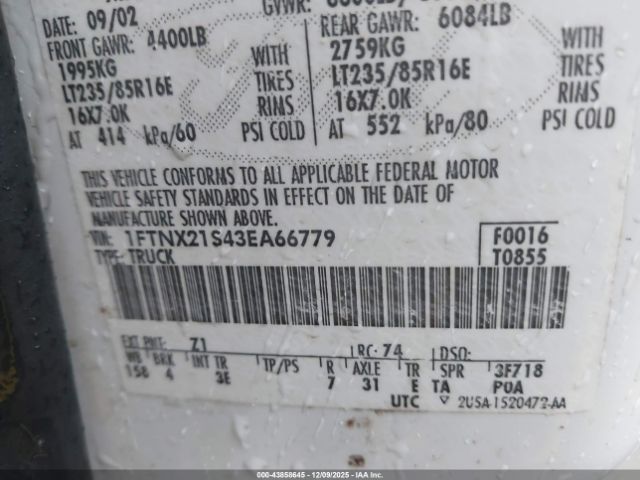 DATE: 09/02 GVWR:
FRONT GAWR: 4400LB REAR GAWR: 6084LB
1995KG WITH 2759KG WITH
LT235/85R16E TIRES LT235/85R16E TIRES
16X7.0K RIMS 16X7.0K RIMS
AT 414 kPa/60 PSI COLD AT 552 kPa/80 PSI COLD
THIS VEHICLE CONFORMS TO ALL APPLICABLE FEDERAL MOTOR
VEHICLE SAFETY STANDARDS IN EFFECT ON THE DATE OF
MANUFACTURE SHOWN ABOVE.
VIN: 1FTNX21S43EA66779 F0016
TYPE: TRUCK T0855
EXT PNT: Z1 RC: 74 DSO:
WB BRK INT TR TP/PS R AXLE TR SPR 3F718
158 4 3E 7 31 E TA POA
UTC 2U5A-1520472-AA
000-43858645 - 12/09/2025 - IAA Inc.